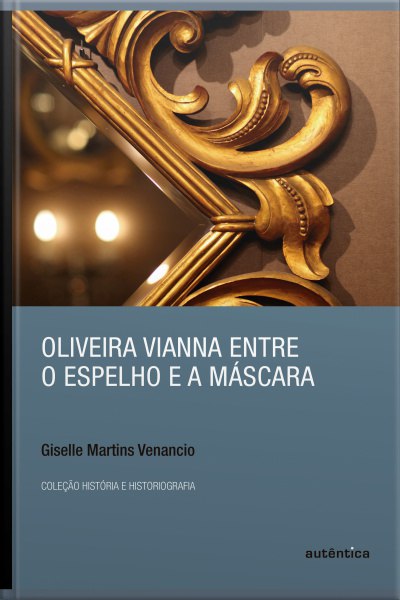 OLIVEIRA VIANNA ENTRE
O ESPELHO E A MÁSCARA
Giselle Martins Venancio
COLEÇÃO HISTÓRIA E HISTORIOGRAFIA
autêntica